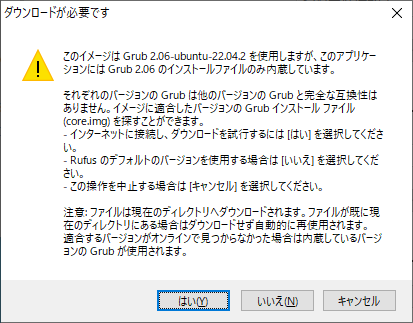 ダウンロードが必要です
このイメージは Grub 2.06-ubuntu-22.04.2 を使用しますが、このアプリケー
ションには Grub 2.06 のインストールファイルのみ内蔵しています。
それぞれのバージョンの Grub は他のバージョンの Grub と完全な互換性は
ありません。イメージに適合したバージョンの Grub インストール ファイル
(core.img) を探すことができます。
- インターネットに接続し、ダウンロードを試行するには [はい] を選択してくださ
い。
- Rufus のデフォルトのバージョンを使用する場合は [いいえ] を選択してくだ
さい。
- この操作を中止する場合は [キャンセル] を選択してください。
注意: ファイルは現在のディレクトリへダウンロードされます。ファイルが既に現
在のディレクトリにある場合はダウンロードせず自動的に再使用されます。
適合するバージョンがオンラインで見つからなかった場合は内蔵しているバージ
ョンの Grub が使用されます。
はい(Y)
いいえ(N)
キャンセル